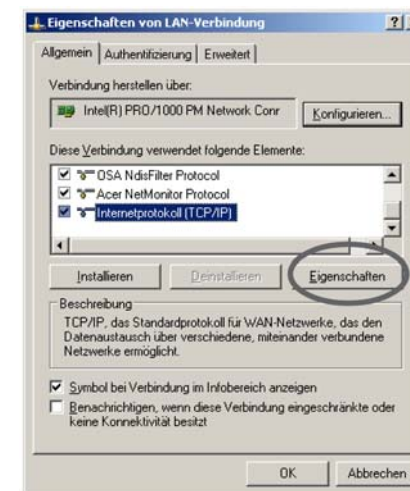 Eigenschaften von LAN-Verbindung
Allgemein Authentifizierung Erweitert
Verbindung herstellen über:
Intel(R) PRO/1000 PM Network Conr
Konfigurieren...
Diese Verbindung verwendet folgende Elemente:
OSA NdisFilter Protocol
Acer NetMonitor Protocol
Internetprotokoll (TCP/IP)
Installieren Deinstallieren Eigenschaften
Beschreibung
TCP/IP, das Standardprotokoll für WAN-Netzwerke, das den
Datenaustausch über verschiedene, miteinander verbundene
Netzwerke ermöglicht.
Symbol bei Verbindung im Infobereich anzeigen
Benachrichtigen, wenn diese Verbindung eingeschränkte oder
keine Konnektivität besitzt
OK Abbrechen